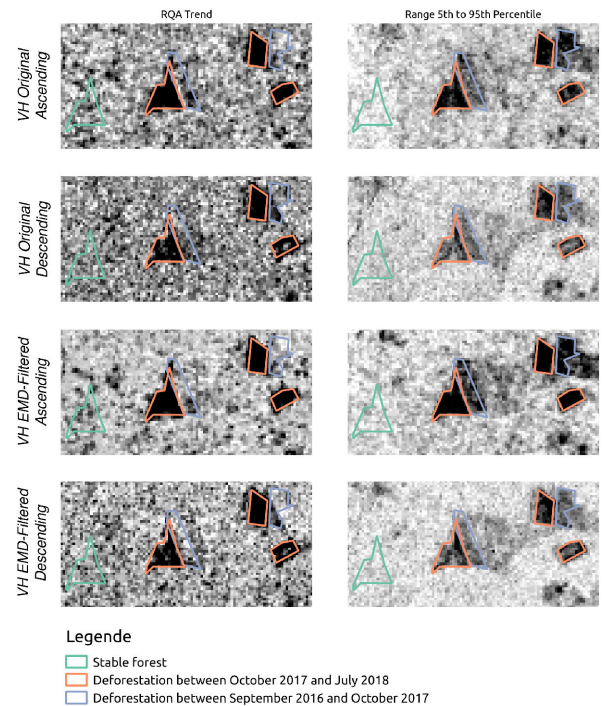 RQA Trend
Range 5th to 95th Percentile
VH Original
Ascending
VH Original
Descending
VH EMD-Filtered
Ascending
VH EMD-Filtered
Descending
Legende
Stable forest
Deforestation between October 2017 and July 2018
Deforestation between September 2016 and October 2017